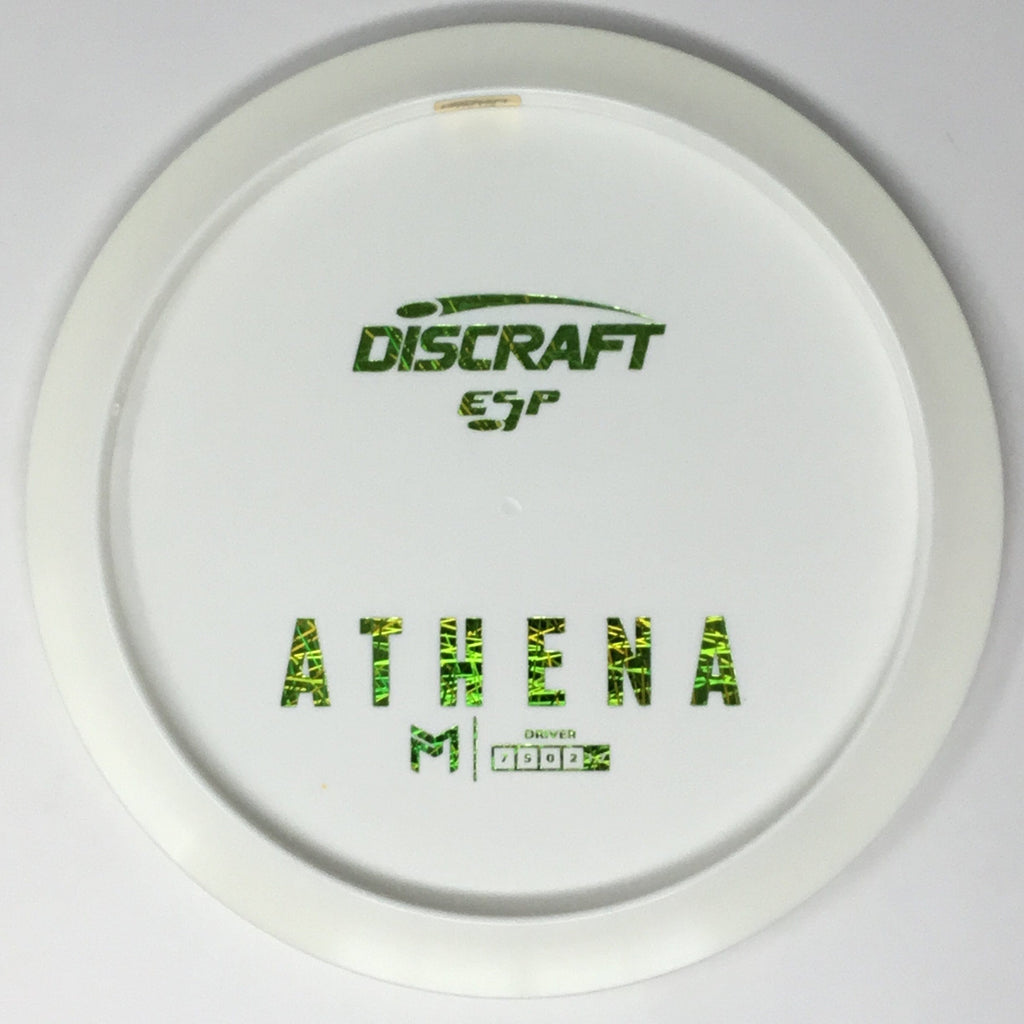 DISCRAFT
ESP
ATHENA
M
DRIVER
7 5 0 2